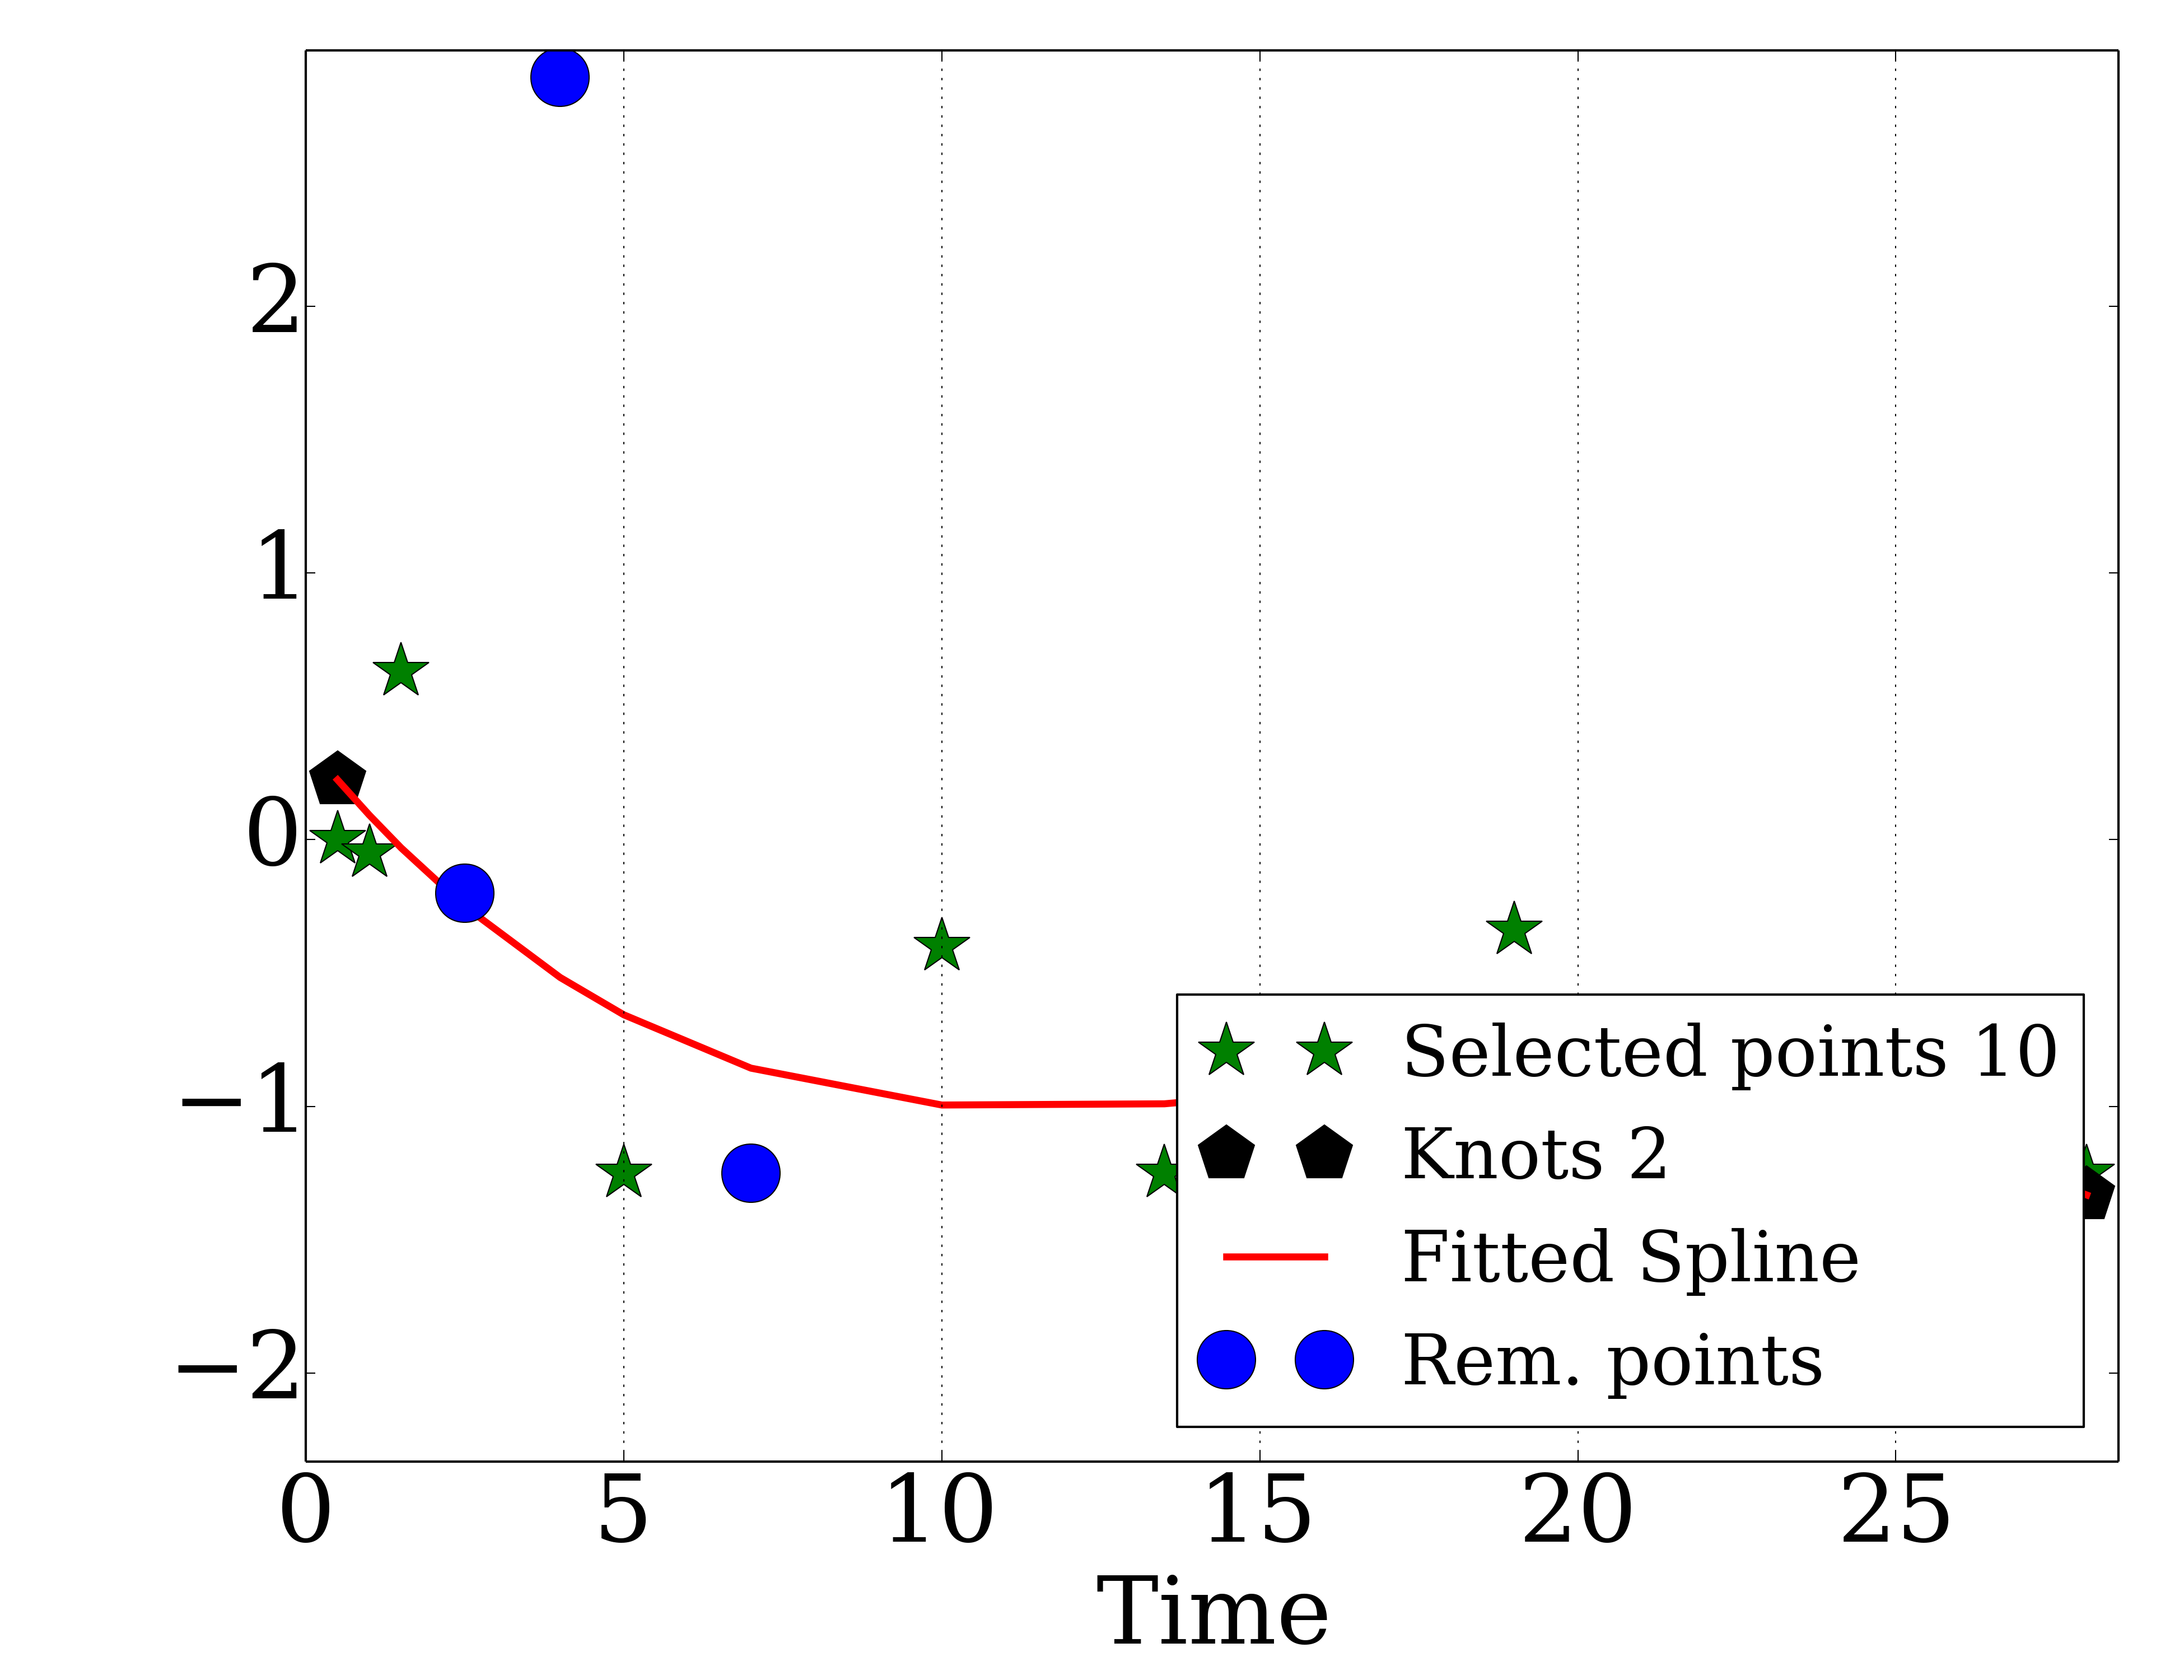 2
1
0
−1
−2
0 5 10 15 20 25
Time
Selected points 10
Knots 2
Fitted Spline
Rem. points